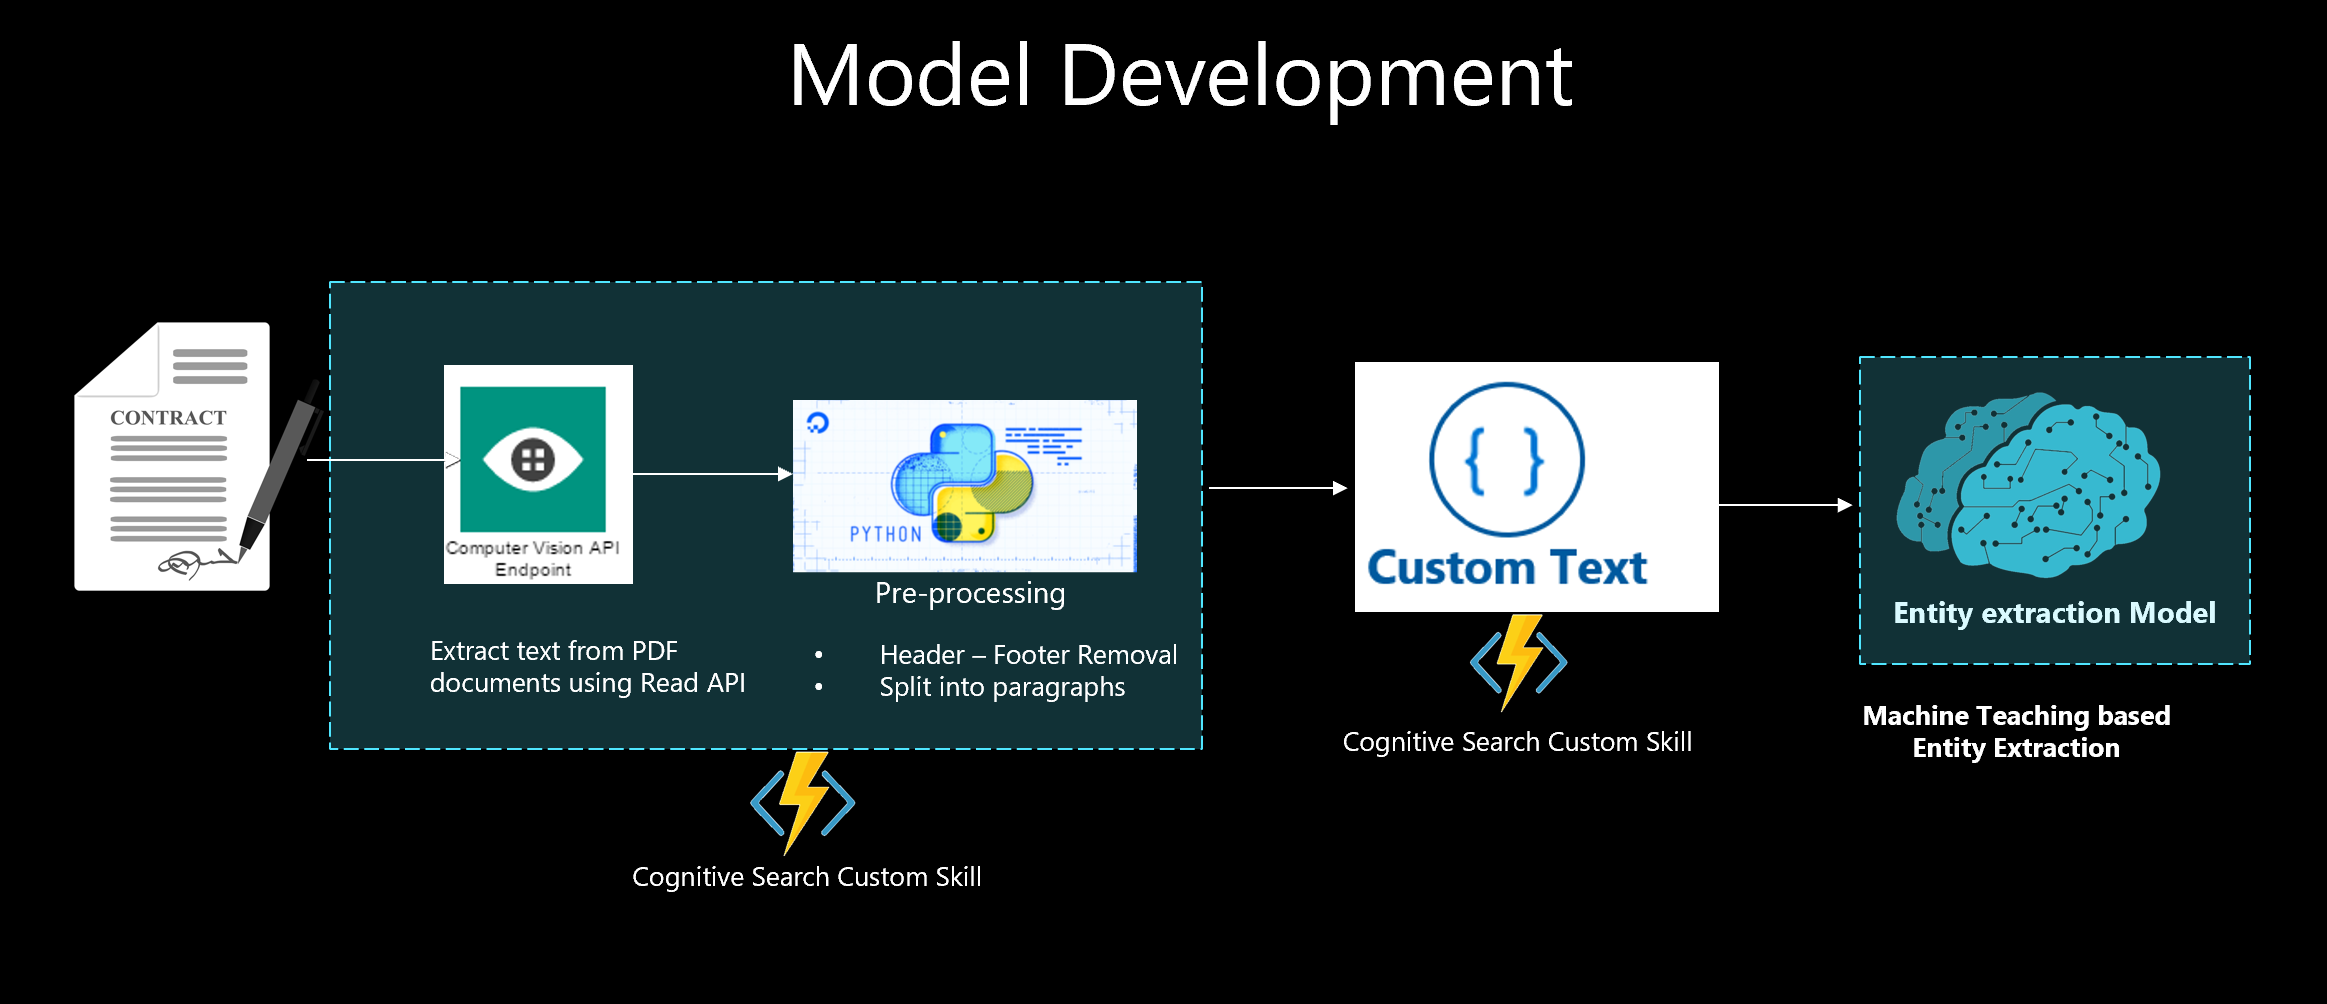 Model Development
CONTRACT
Computer Vision API
Endpoint
Extract text from PDF
documents using Read API
PYTHON
Pre-processing
• Header – Footer Removal
• Split into paragraphs
Cognitive Search Custom Skill
{ }
Custom Text
Cognitive Search Custom Skill
Entity extraction Model
Machine Teaching based
Entity Extraction